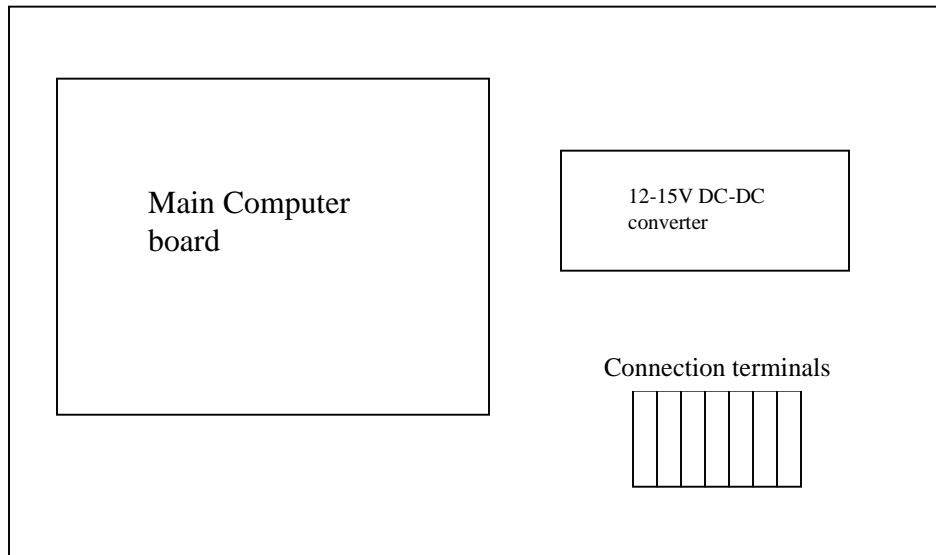 Main Computer
board
12-15V DC-DC
converter
Connection terminals